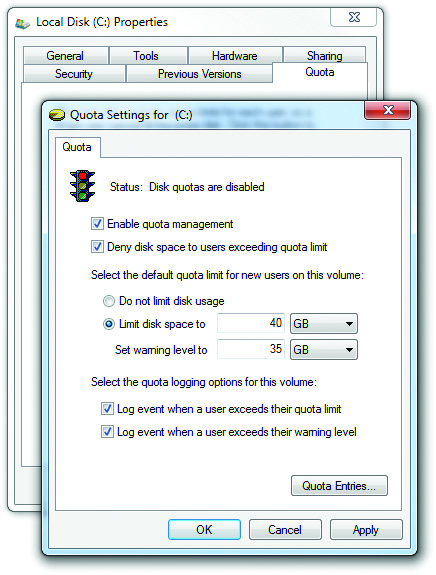 Local Disk (C:) Properties
General Tools Hardware Sharing
Security Previous Versions Quota
Quota Settings for (C:)
Quota
Status: Disk quotas are disabled
Enable quota management
Deny disk space to users exceeding quota limit
Select the default quota limit for new users on this volume:
Do not limit disk usage
Limit disk space to 40 GB
Set warning level to 35 GB
Select the quota logging options for this volume:
Log event when a user exceeds their quota limit
Log event when a user exceeds their warning level
Quota Entries...
OK Cancel Apply